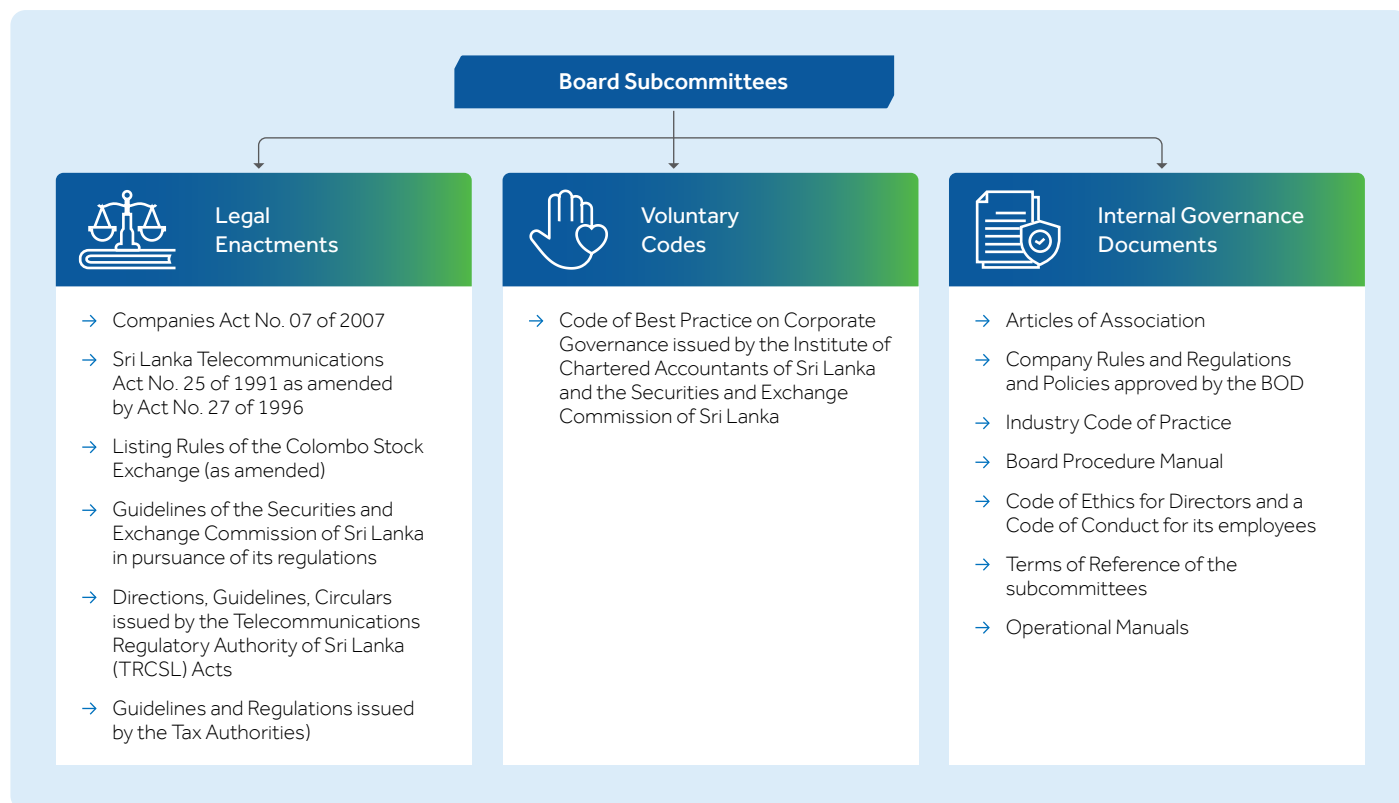 Board Subcommittees
Legal
Enactments
→ Companies Act No. 07 of 2007
→ Sri Lanka Telecommunications
Act No. 25 of 1991 as amended
by Act No. 27 of 1996
→ Listing Rules of the Colombo Stock
Exchange (as amended)
→ Guidelines of the Securities and
Exchange Commission of Sri Lanka
in pursuance of its regulations
→ Directions, Guidelines, Circulars
issued by the Telecommunications
Regulatory Authority of Sri Lanka
(TRCSL) Acts
→ Guidelines and Regulations issued
by the Tax Authorities)
Voluntary
Codes
→ Code of Best Practice on Corporate
Governance issued by the Institute of
Chartered Accountants of Sri Lanka
and the Securities and Exchange
Commission of Sri Lanka
Internal Governance
Documents
→ Articles of Association
→ Company Rules and Regulations
and Policies approved by the BOD
→ Industry Code of Practice
→ Board Procedure Manual
→ Code of Ethics for Directors and a
Code of Conduct for its employees
→ Terms of Reference of the
subcommittees
→ Operational Manuals